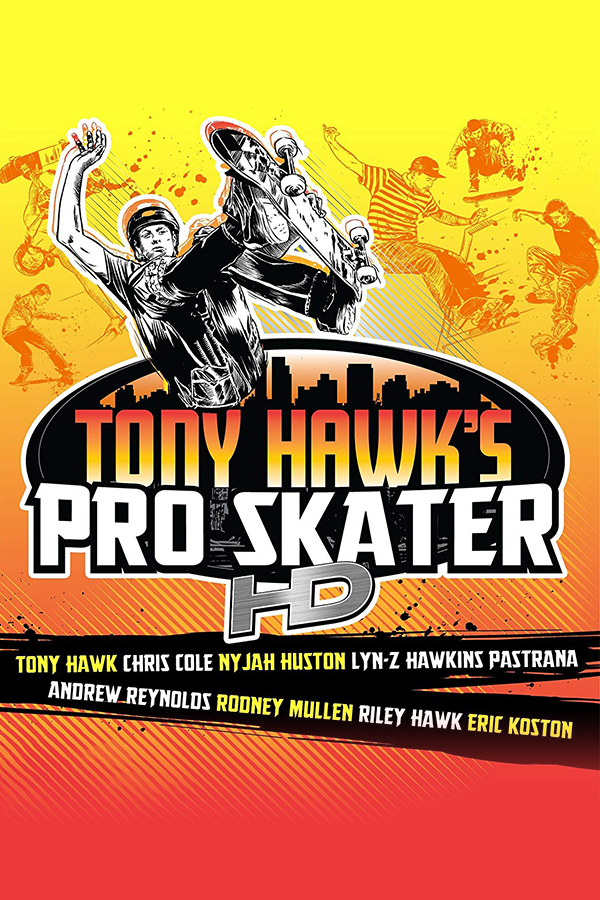 TONY HAWK'S
PRO SKATER
HD
TONY HAWK CHRIS COLE NYJAH HUSTON LYN-Z HAWKINS PASTRANA
ANDREW REYNOLDS RODNEY MULLEN RILEY HAWK ERIC KOSTON